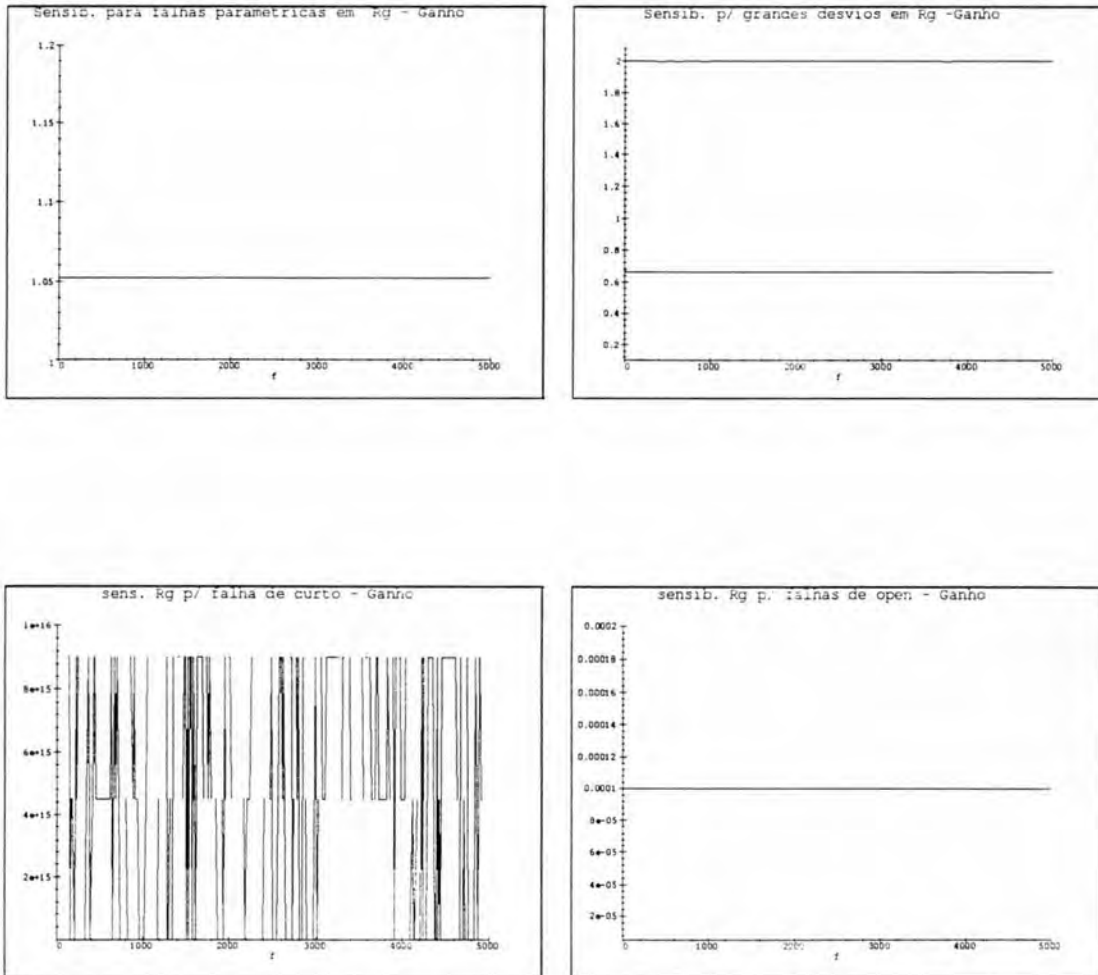 Sensib. para falhas parametricas em Rg - Ganho
1.2
1.15
1.1
1.05
1 0 1000 2000 3000 4000 5000
f
Sensib. p/ grandes desvios em Rg -Ganho
2
1.8
1.6
1.4
1.2
1
0.8
0.6
0.4
0.2
0 1000 2000 3000 4000 5000
f
sens. Rg p/ falha de curto - Ganho
1e+16
8e+15
6e+15
4e+15
2e+15
0 1000 2000 3000 4000 5000
f
sensib. Rg p/ falhas de open - Ganho
0.0002
0.00018
0.00016
0.00014
0.00012
0.0001
8e-05
6e-05
4e-05
2e-05
0 1000 2000 3000 4000 5000
f